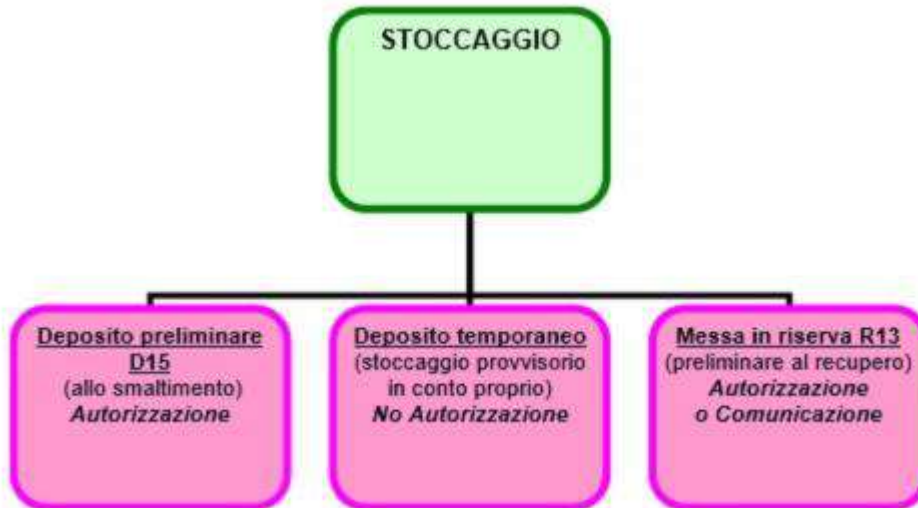 STOCCAGGIO
Deposito preliminare
D15
(allo smaltimento)
Autorizzazione
Deposito temporaneo
(stoccaggio provvisorio
in conto proprio)
No Autorizzazione
Messa in riserva R13
(preliminare al recupero)
Autorizzazione
o Comunicazione